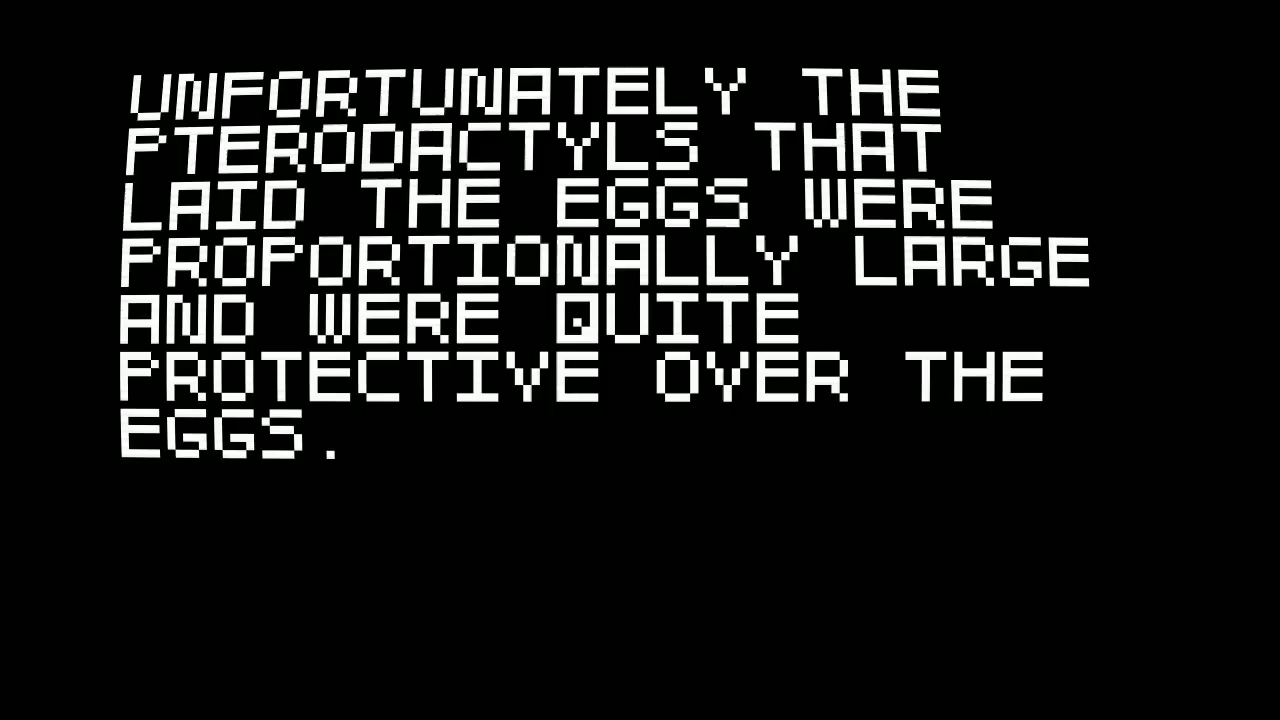 UNFORTUNATELY THE
PTERODACTYLS THAT
LAID THE EGGS WERE
PROPORTIONALLY LARGE
AND WERE QUITE
PROTECTIVE OVER THE
EGGS.